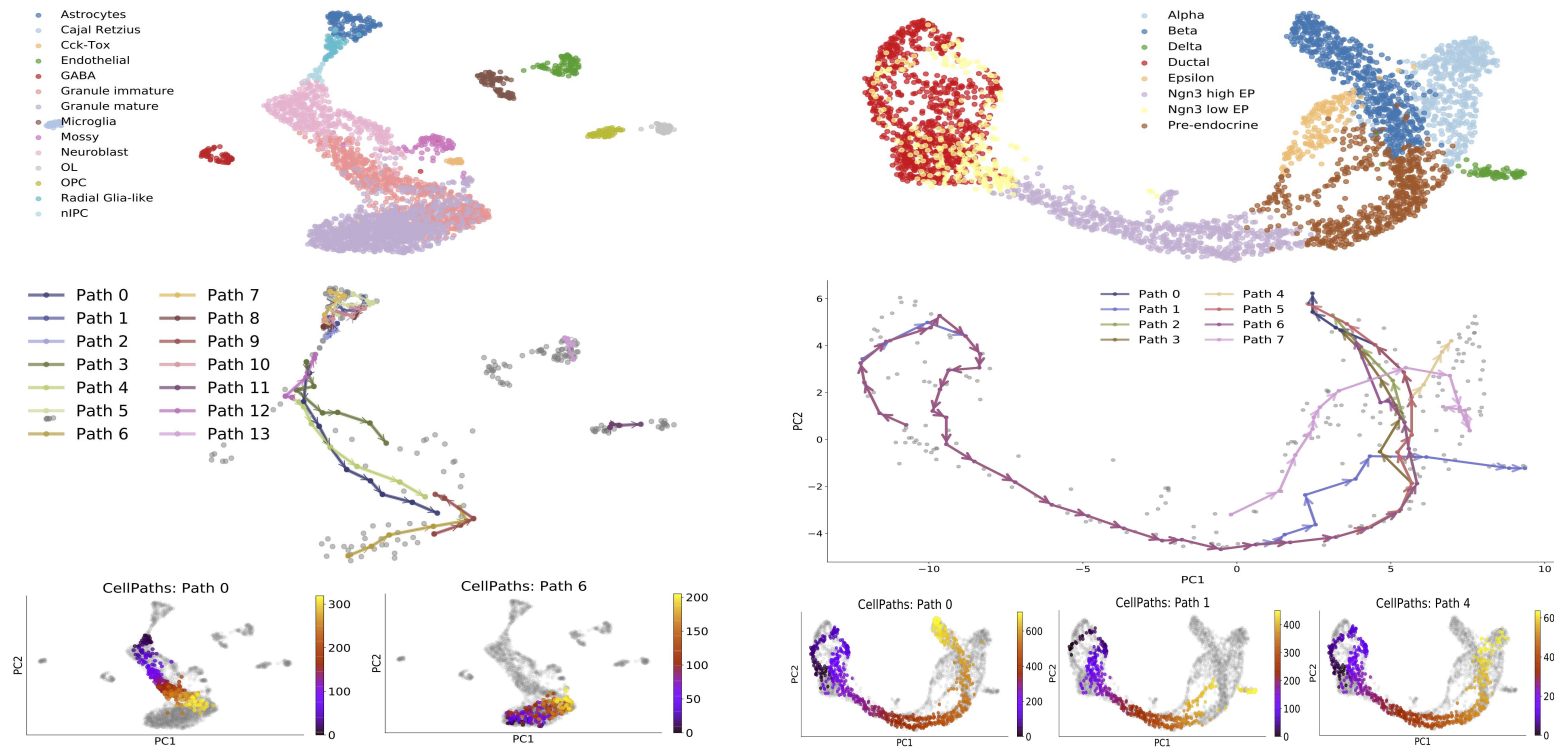 Astrocytes
Cajal Retzius
Cck-Tox
Endothelial
GABA
Granule immature
Granule mature
Microglia
Mossy
Neuroblast
OL
OPC
Radial Glia-like
nIPC
Alpha
Beta
Delta
Ductal
Epsilon
Ngn3 high EP
Ngn3 low EP
Pre-endocrine
Path 0 Path 7
Path 1 Path 8
Path 2 Path 9
Path 3 Path 10
Path 4 Path 11
Path 5 Path 12
Path 6 Path 13
Path 0 Path 4
Path 1 Path 5
Path 2 Path 6
Path 3 Path 7
6
4
2
0
−2
−4
PC2
−10 −5 0 5 10
PC1
CellPaths: Path 0
PC2
PC1
300
200
100
0
CellPaths: Path 6
PC2
PC1
200
150
100
50
0
CellPaths: Path 0
PC2
PC1
600
400
200
0
CellPaths: Path 1
PC2
PC1
400
300
200
100
0
CellPaths: Path 4
PC2
PC1
60
40
20
0